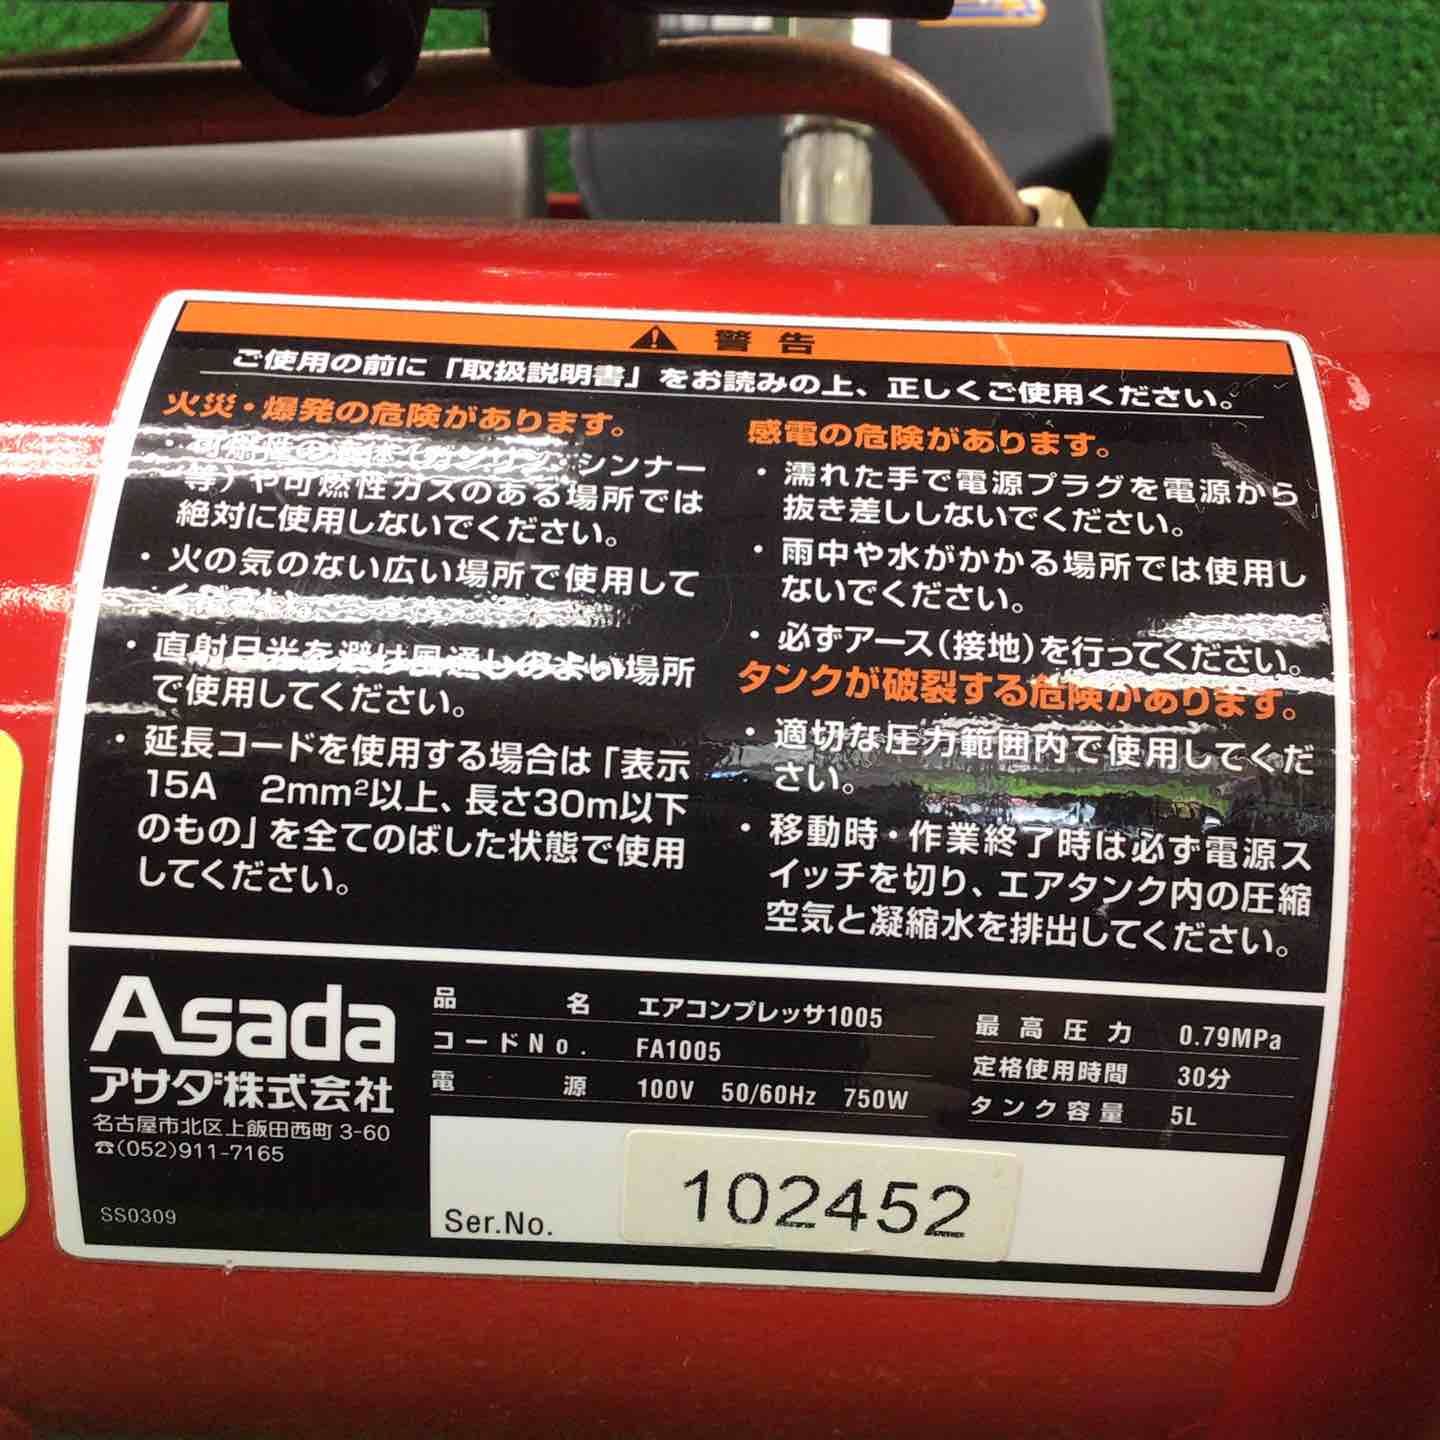 警告
ご使用の前に「取扱説明書」をお読みの上、正しくご使用ください。
火災・爆発の危険があります。
・可燃性の液体(ガソリン、シンナー
等)や可燃性ガスのある場所では
絶対に使用しないでください。
・火の気のない広い場所で使用して
ください。
・直射日光を避け風通しのよい場所
で使用してください。
・延長コードを使用する場合は「表示
15A 2mm²以上、長さ30m以下
のもの」を全てのばした状態で使用
してください。
感電の危険があります。
・濡れた手で電源プラグを電源から
抜き差ししないでください。
・雨中や水がかかる場所では使用し
ないでください。
・必ずアース(接地)を行ってください。
タンクが破裂する危険があります。
・適切な圧力範囲内で使用してくだ
さい。
・移動時・作業終了時は必ず電源ス
イッチを切り、エアタンク内の圧縮
空気と凝縮水を排出してください。
Asada
アサダ株式会社
名古屋市北区上飯田西町 3-60
☎(052)911-7165
SS0309
品名 エアコンプレッサ1005
コードNo. FA1005
電源 100V 50/60Hz 750W
最高圧力 0.79MPa
定格使用時間 30分
タンク容量 5L
Ser.No. 102452